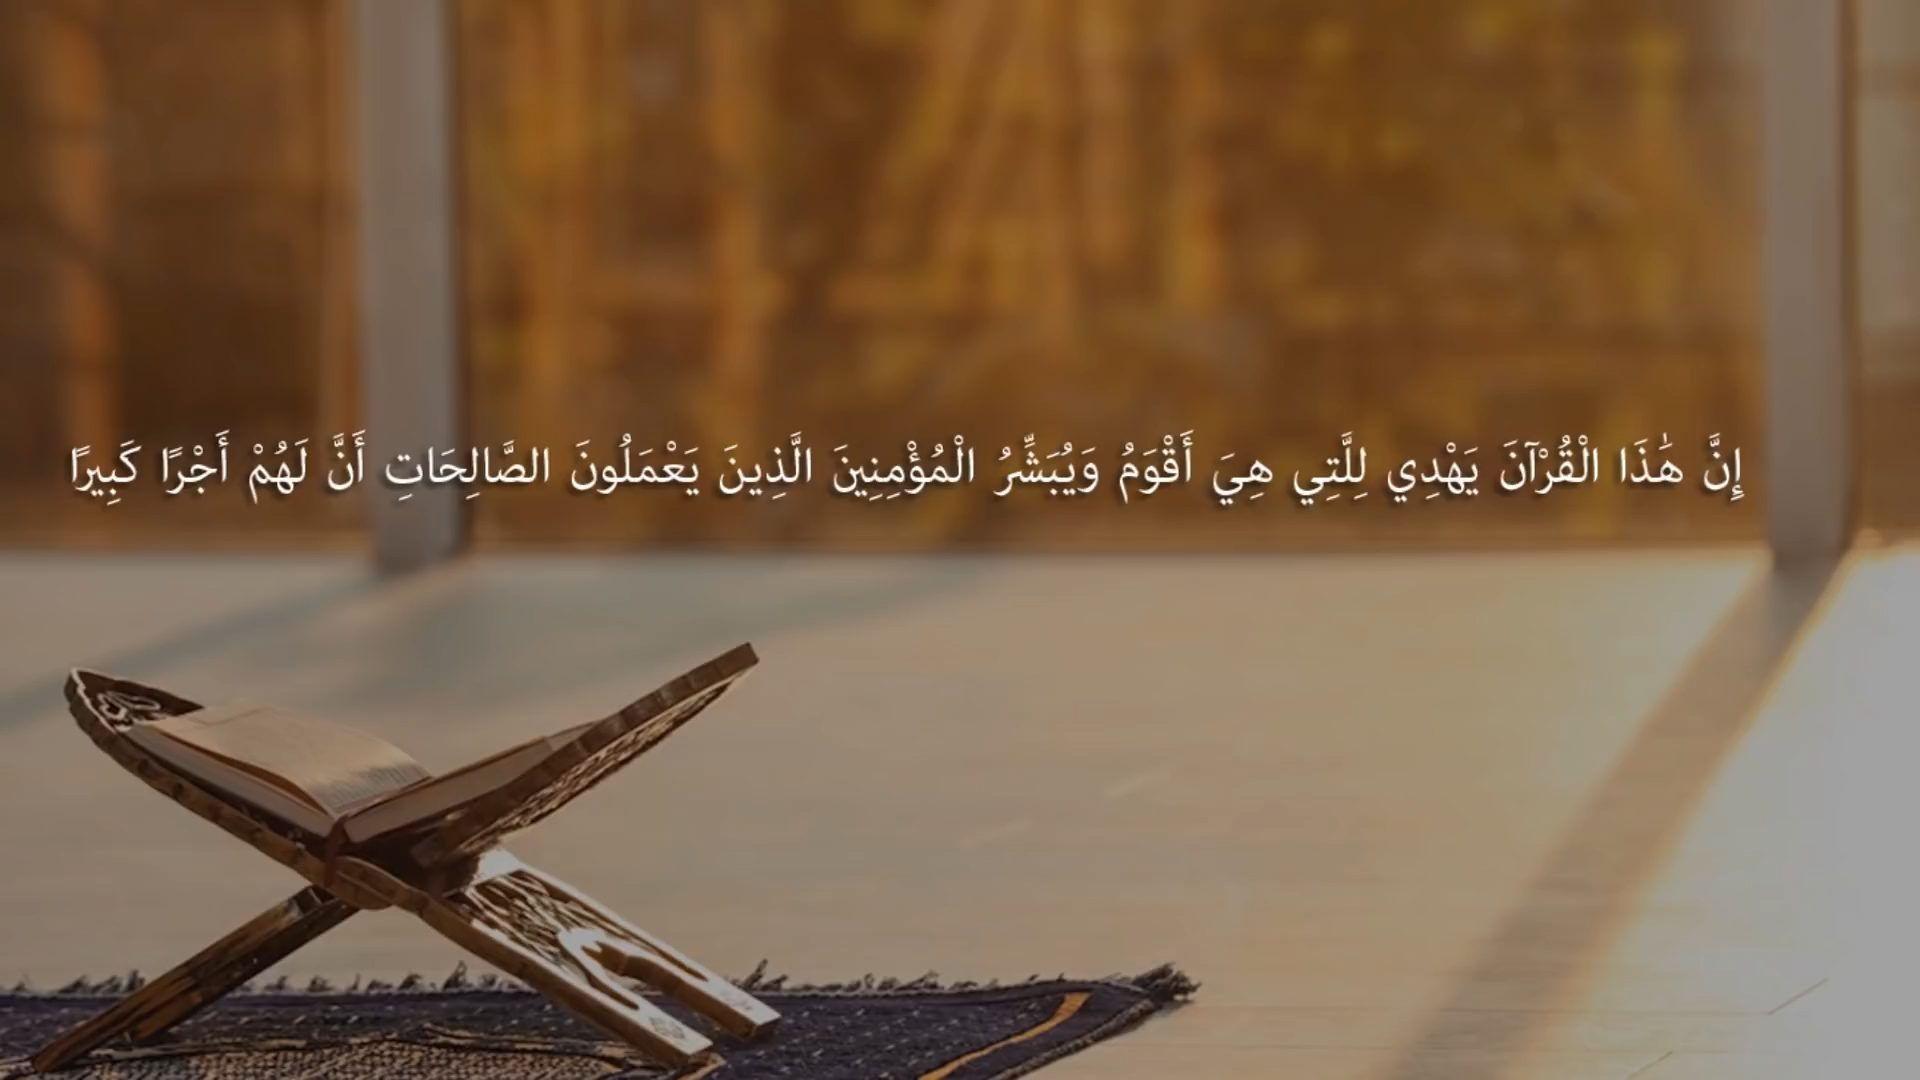 إِنَّ هَٰذَا الْقُرْآنَ يَهْدِي لِلَّتِي هِيَ أَقْوَمُ وَيُبَشِّرُ الْمُؤْمِنِينَ الَّذِينَ يَعْمَلُونَ الصَّالِحَاتِ أَنَّ لَهُمْ أَجْرًا كَبِيرًا